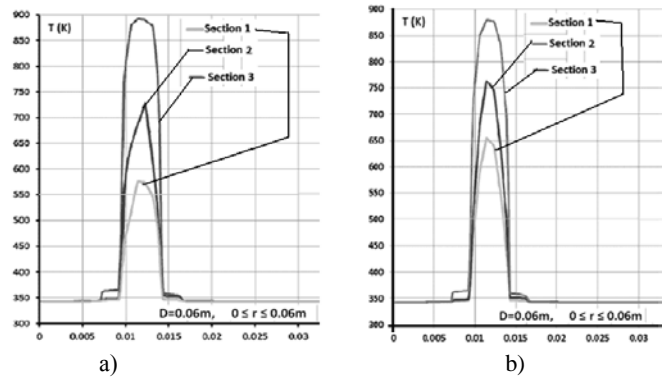 900
850
800
750
700
650
600
550
500
450
400
350
300
T (K)
Section 1
Section 2
Section 3
D=0.06m, 0 ≤ r ≤ 0.06m
0 0.005 0.01 0.015 0.02 0.025 0.03
a)
900
850
800
750
700
650
600
550
500
450
400
350
300
T (K)
Section 1
Section 2
Section 3
D=0.06m, 0 ≤ r ≤ 0.06m
0 0.005 0.01 0.015 0.02 0.025 0.03
b)